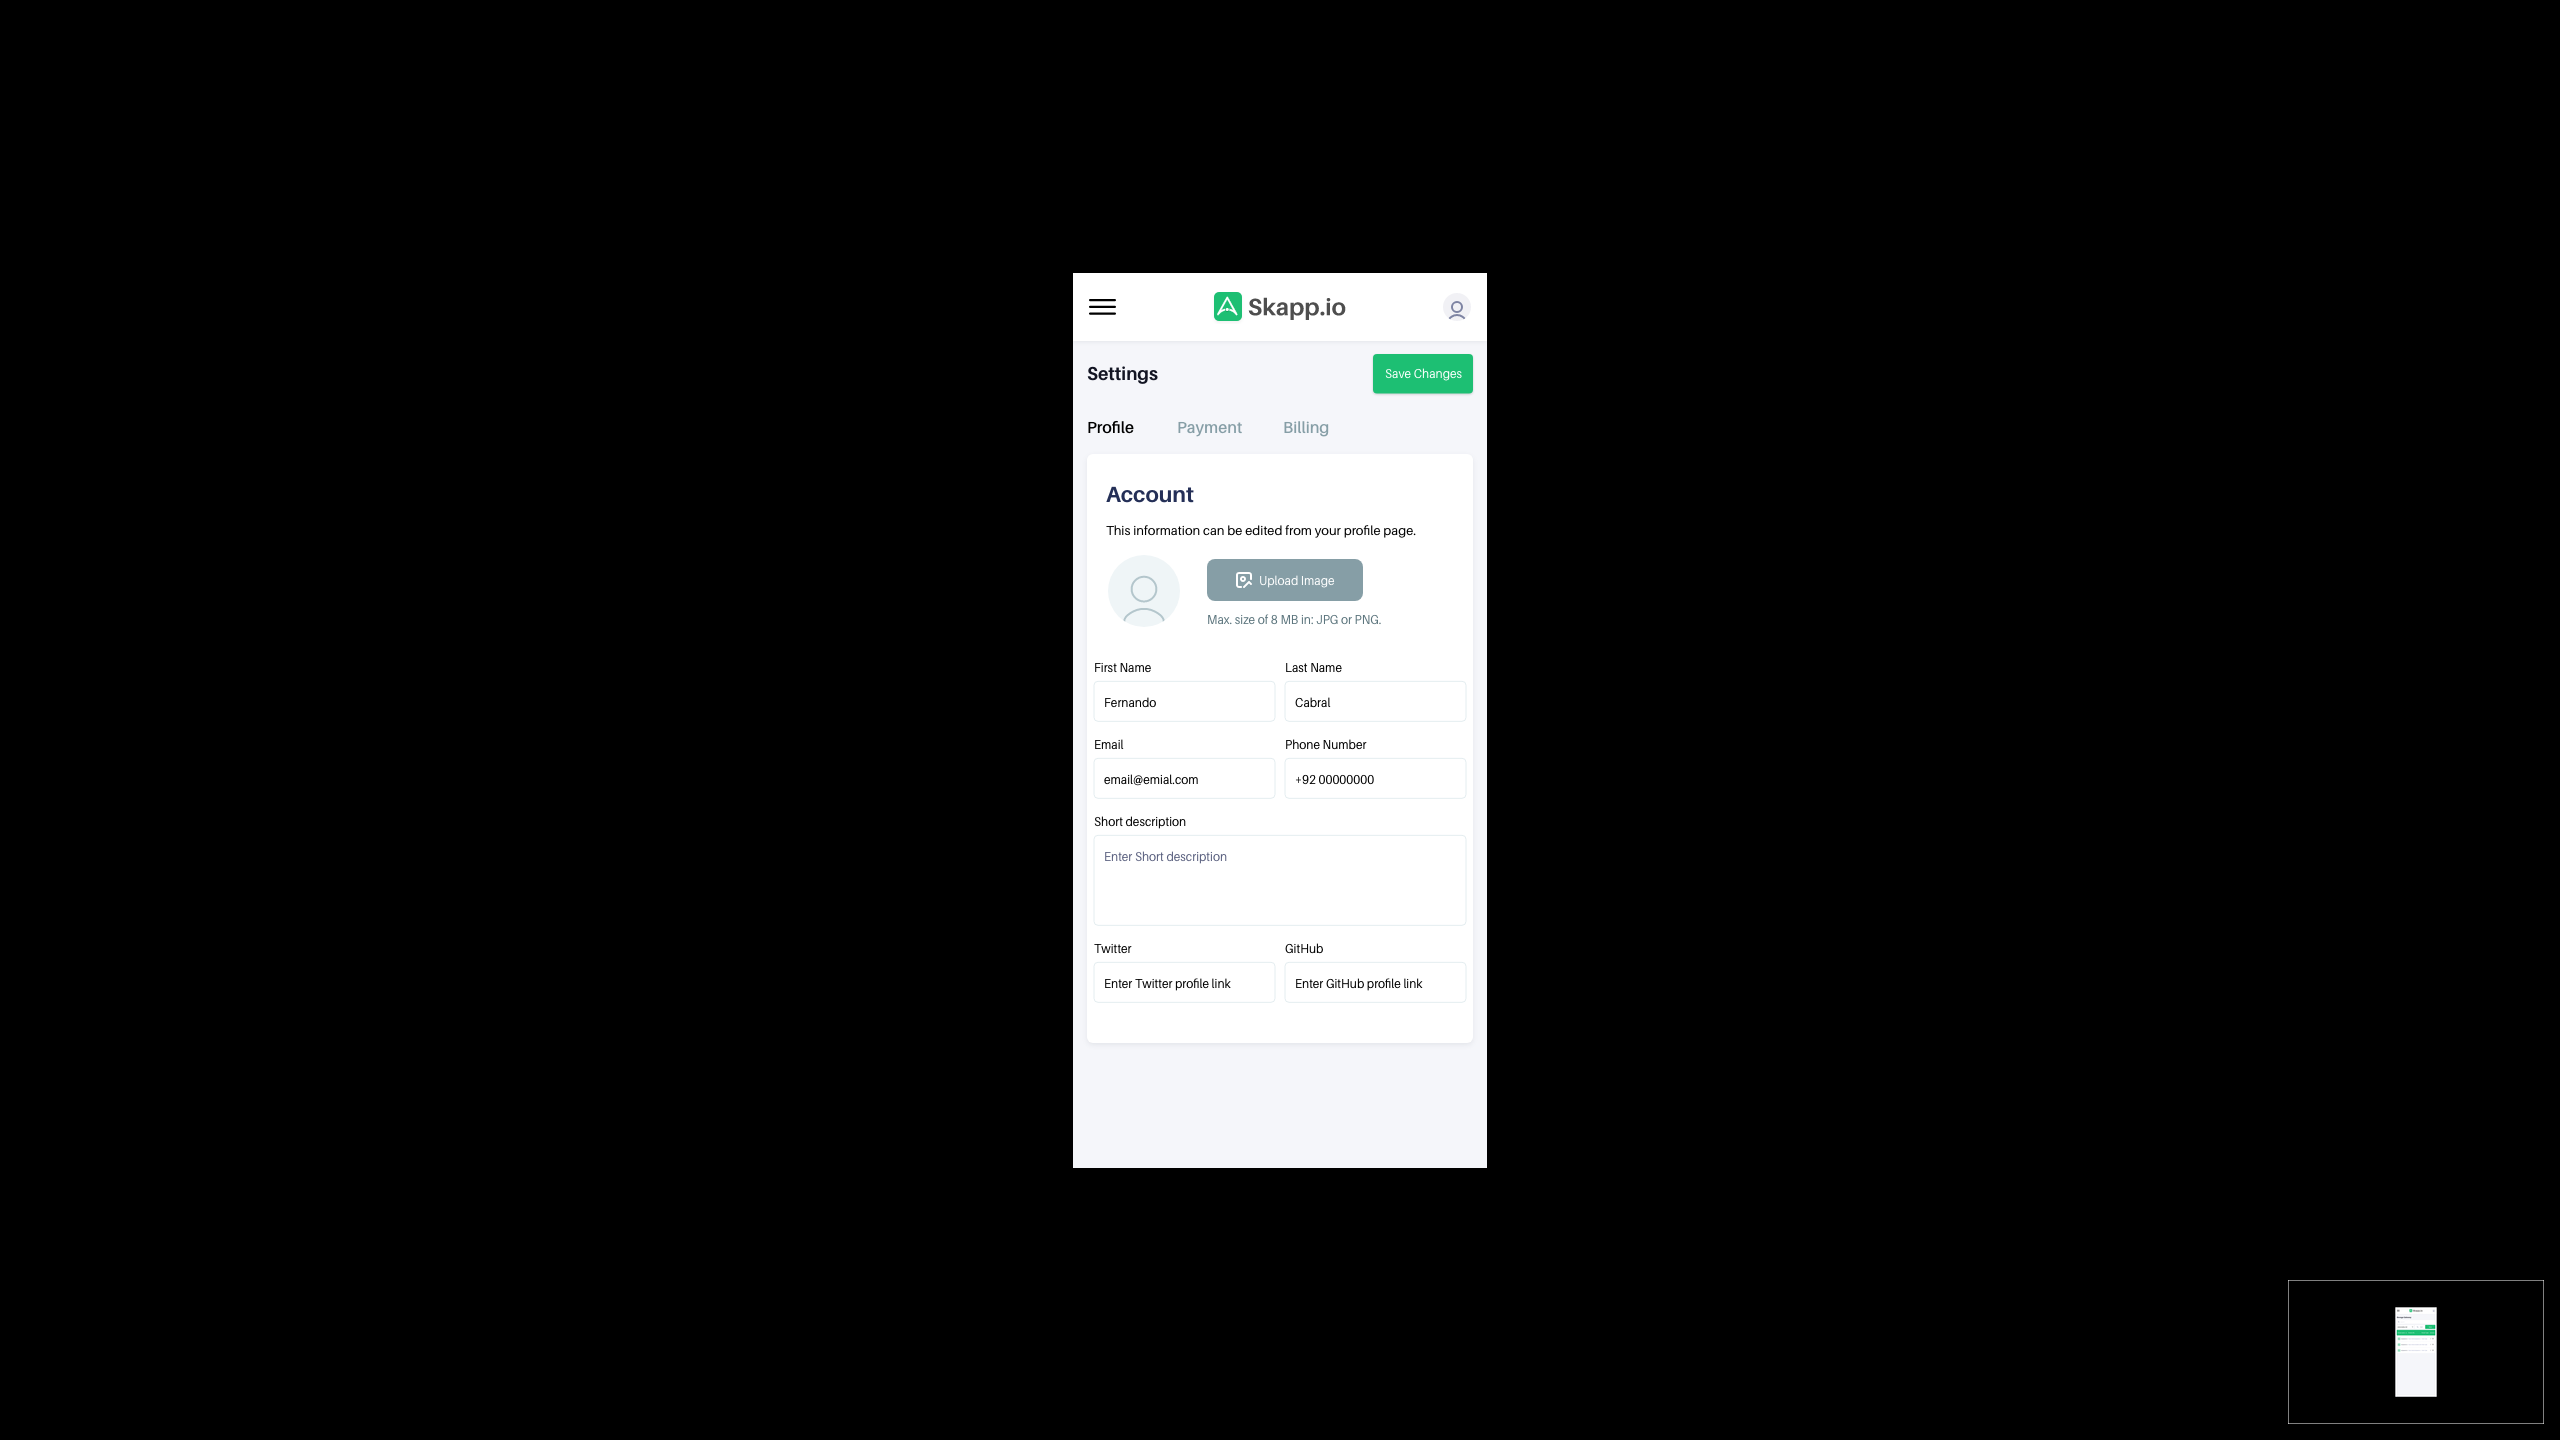 Skapp.io
Settings
Save Changes
Profile Payment Billing
Account
This information can be edited from your profile page.
Upload Image
Max. size of 8 MB in: JPG or PNG.
First Name Last Name
Fernando Cabral
Email Phone Number
email@emial.com +92 00000000
Short description
Enter Short description
Twitter GitHub
Enter Twitter profile link Enter GitHub profile link